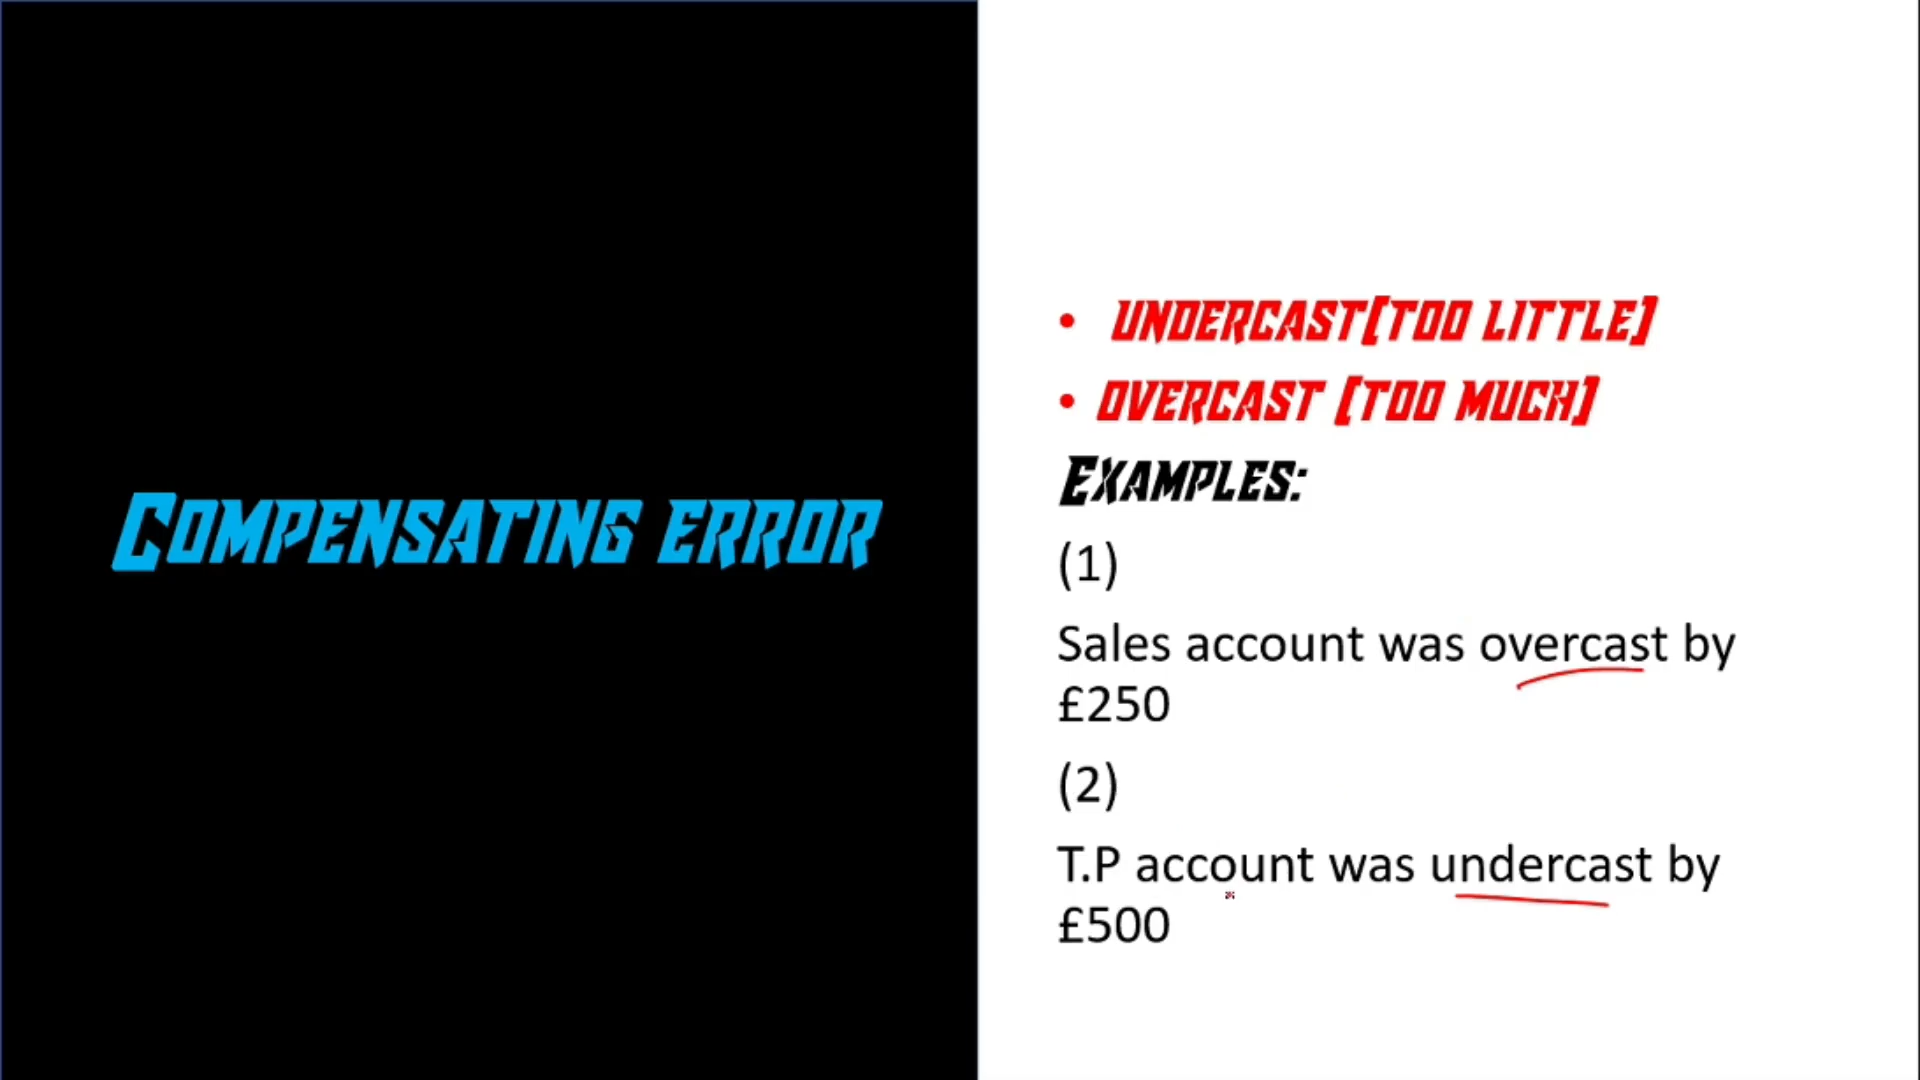 Compensating error
• undercast(too little)
• overcast (too much)
Examples:
(1)
Sales account was overcast by
£250
(2)
T.P account was undercast by
£500